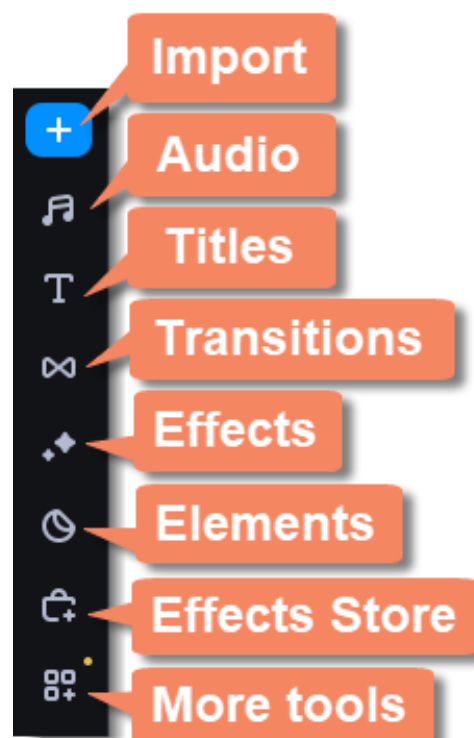 Import
Audio
Titles
Transitions
Effects
Elements
Effects Store
More tools